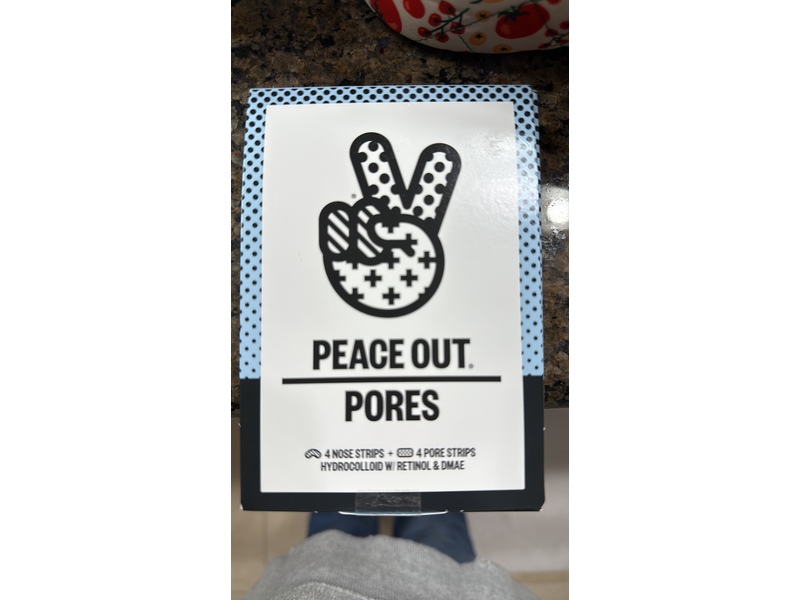 PEACE OUT®
PORES
4 NOSE STRIPS + 4 PORE STRIPS
HYDROCOLLOID W/ RETINOL & DMAE